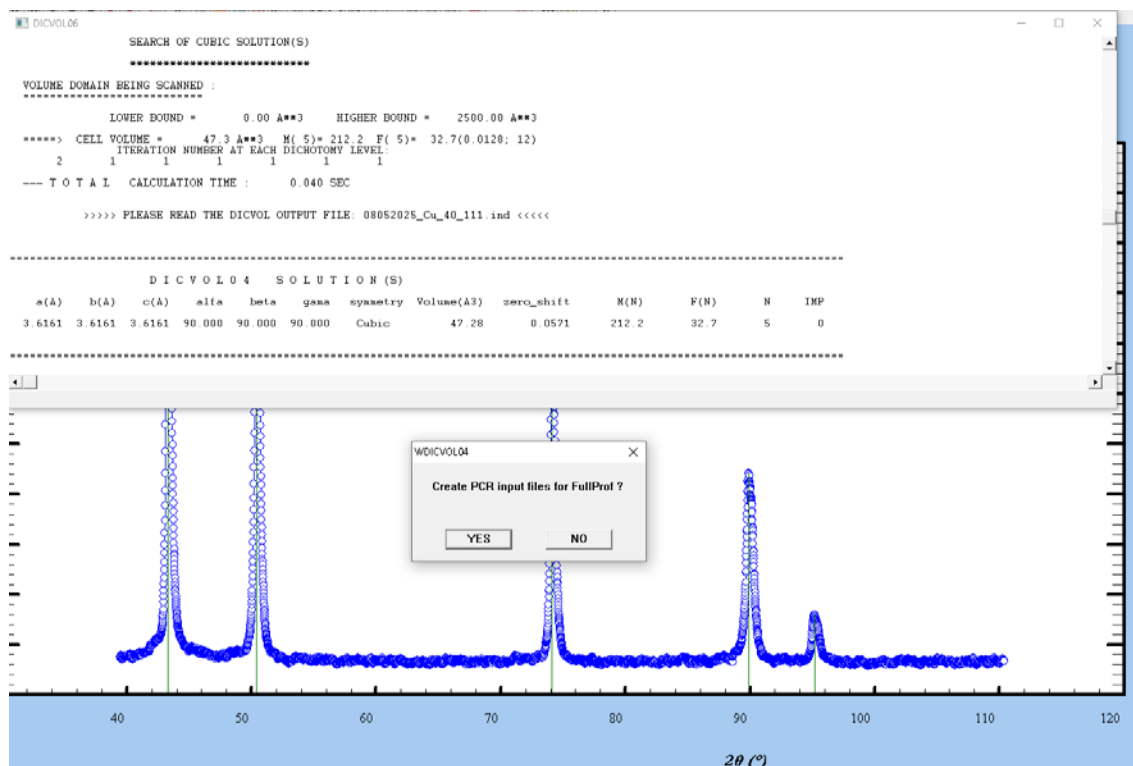 DICVOL06
SEARCH OF CUBIC SOLUTION(S)
***************************
VOLUME DOMAIN BEING SCANNED :
===========================
LOWER BOUND = 0.00 A**3 HIGHER BOUND = 2500.00 A**3
=====> CELL VOLUME = 47.3 A**3 M( 5)= 212.2 F( 5)= 32.7(0.0128; 12)
ITERATION NUMBER AT EACH DICHOTOMY LEVEL:
2 1 1 1 1 1 1
--- T O T A L CALCULATION TIME : 0.040 SEC
>>>>> PLEASE READ THE DICVOL OUTPUT FILE: 08052025_Cu_40_111.ind <<<<<
D I C V O L 0 4 S O L U T I O N (S)
a(A) b(A) c(A) alfa beta gama symmetry Volume(A3) zero_shift M(N) F(N) N IMP
3.6161 3.6161 3.6161 90.000 90.000 90.000 Cubic 47.28 0.0571 212.2 32.7 5 0
WDICVOL04
Create PCR input files for FullProf ?
YES NO
40 50 60 70 80 90 100 110 120
2θ (°)